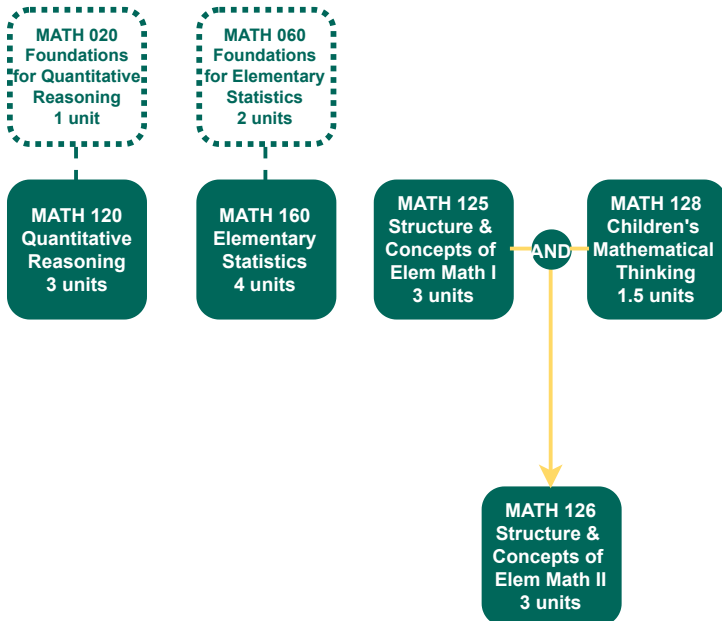 MATH 020
Foundations
for Quantitative
Reasoning
1 unit
MATH 060
Foundations
for Elementary
Statistics
2 units
MATH 120
Quantitative
Reasoning
3 units
MATH 160
Elementary
Statistics
4 units
MATH 125
Structure &
Concepts of
Elem Math I
3 units
AND
MATH 128
Children's
Mathematical
Thinking
1.5 units
MATH 126
Structure &
Concepts of
Elem Math II
3 units